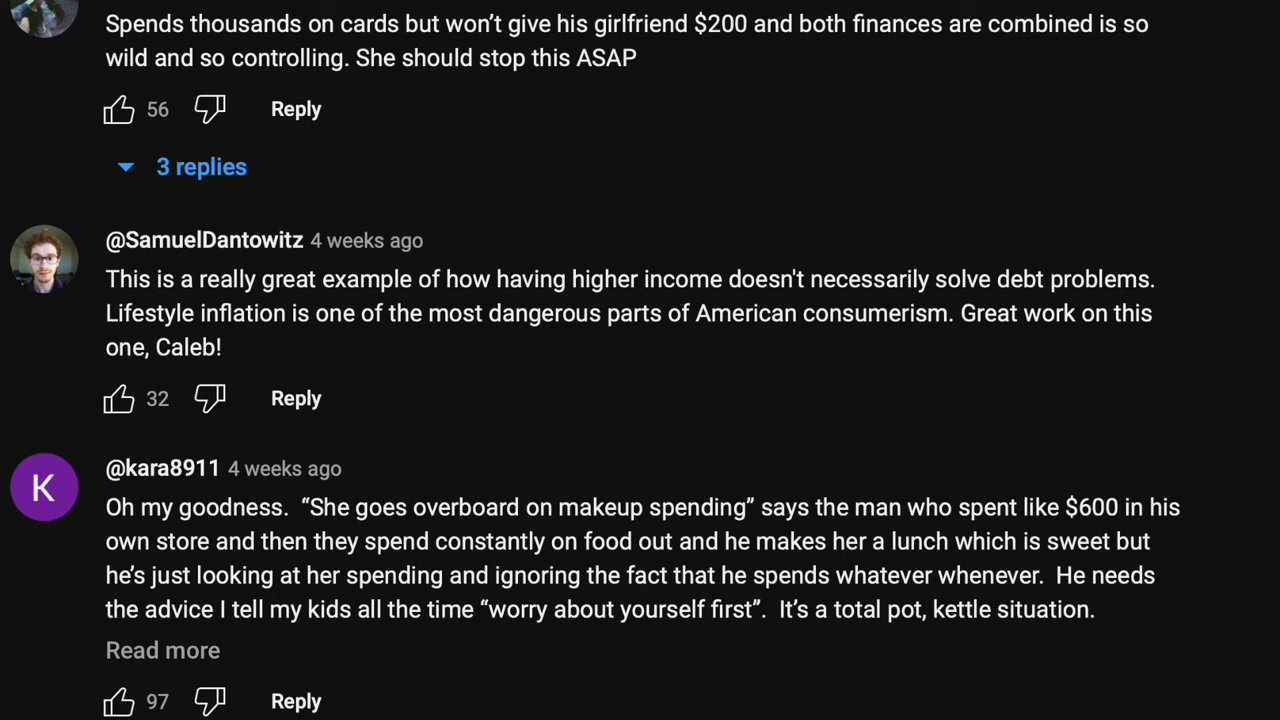 Spends thousands on cards but won’t give his girlfriend $200 and both finances are combined is so
wild and so controlling. She should stop this ASAP
56 Reply
3 replies
@SamuelDantowitz 4 weeks ago
This is a really great example of how having higher income doesn't necessarily solve debt problems.
Lifestyle inflation is one of the most dangerous parts of American consumerism. Great work on this
one, Caleb!
32 Reply
K
@kara8911 4 weeks ago
Oh my goodness. “She goes overboard on makeup spending” says the man who spent like $600 in his
own store and then they spend constantly on food out and he makes her a lunch which is sweet but
he’s just looking at her spending and ignoring the fact that he spends whatever whenever. He needs
the advice I tell my kids all the time “worry about yourself first”. It’s a total pot, kettle situation.
Read more
97 Reply